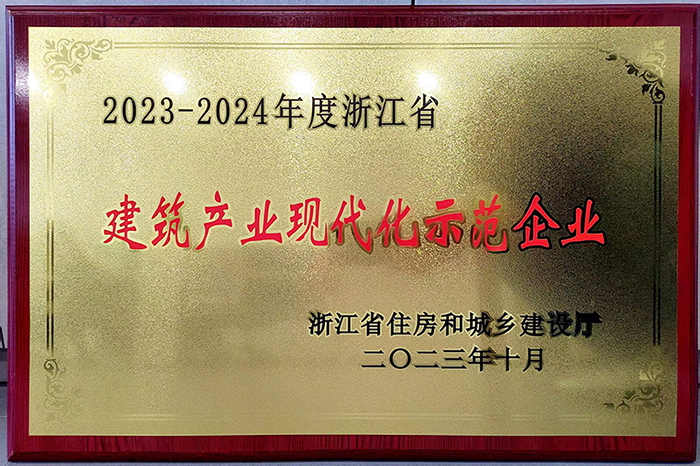 2023-2024年度浙江省
建筑产业现代化示范企业
浙江省住房和城乡建设厅
二〇二三年十月